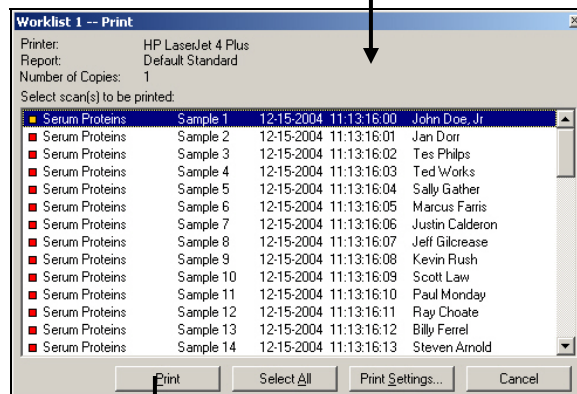 Worklist 1 -- Print
Printer: HP LaserJet 4 Plus
Report: Default Standard
Number of Copies: 1
Select scan(s) to be printed:
Serum Proteins Sample 1 12-15-2004 11:13:16:00 John Doe, Jr
Serum Proteins Sample 2 12-15-2004 11:13:16:01 Jan Dorr
Serum Proteins Sample 3 12-15-2004 11:13:16:02 Tes Philps
Serum Proteins Sample 4 12-15-2004 11:13:16:03 Ted Works
Serum Proteins Sample 5 12-15-2004 11:13:16:04 Sally Gather
Serum Proteins Sample 6 12-15-2004 11:13:16:05 Marcus Farris
Serum Proteins Sample 7 12-15-2004 11:13:16:06 Justin Calderon
Serum Proteins Sample 8 12-15-2004 11:13:16:07 Jeff Gilcrease
Serum Proteins Sample 9 12-15-2004 11:13:16:08 Kevin Rush
Serum Proteins Sample 10 12-15-2004 11:13:16:09 Scott Law
Serum Proteins Sample 11 12-15-2004 11:13:16:10 Paul Monday
Serum Proteins Sample 12 12-15-2004 11:13:16:11 Ray Choate
Serum Proteins Sample 13 12-15-2004 11:13:16:12 Billy Ferrel
Serum Proteins Sample 14 12-15-2004 11:13:16:13 Steven Arnold
Print Select All Print Settings... Cancel